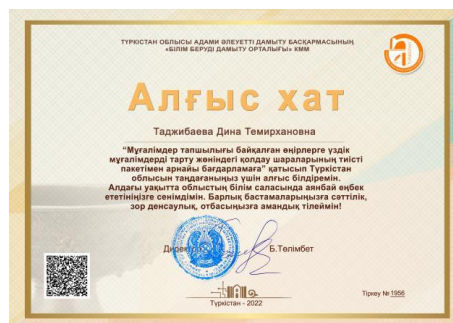 ТҮРКІСТАН ОБЛЫСЫ АДАМИ ӘЛЕУЕТТІ ДАМЫТУ БАСҚАРМАСЫНЫҢ
«БІЛІМ БЕРУДІ ДАМЫТУ ОРТАЛЫҒЫ» КММ
Алғыс хат
Таджибаева Дина Темирхановна
“Мұғалімдер тапшылығы байқалған өңірлерге үздік
мұғалімдерді тарту жөніндегі қолдау шараларының тиісті
пакетімен арнайы бағдарламаға” қатысып Түркістан
облысын таңдағаныңыз үшін алғыс білдіремін.
Алдағы уақытта облыстың білім саласында аянбай еңбек
ететініңізге сенімдімін. Барлық бастамаларыңызға сәттілік,
зор денсаулық, отбасыңызға амандық тілеймін!
Директор Б.Төлімбет
Түркістан - 2022
Тіркеу № 1956